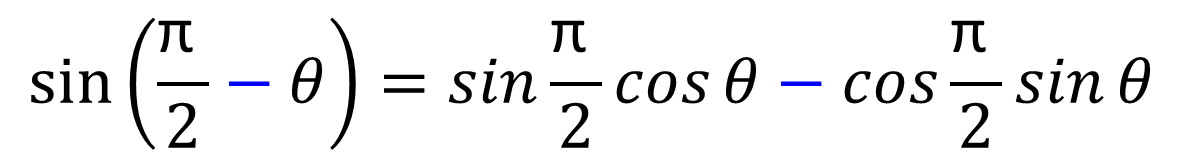 sin (π/2 − θ) = sin π/2 cos θ − cos π/2 sin θ